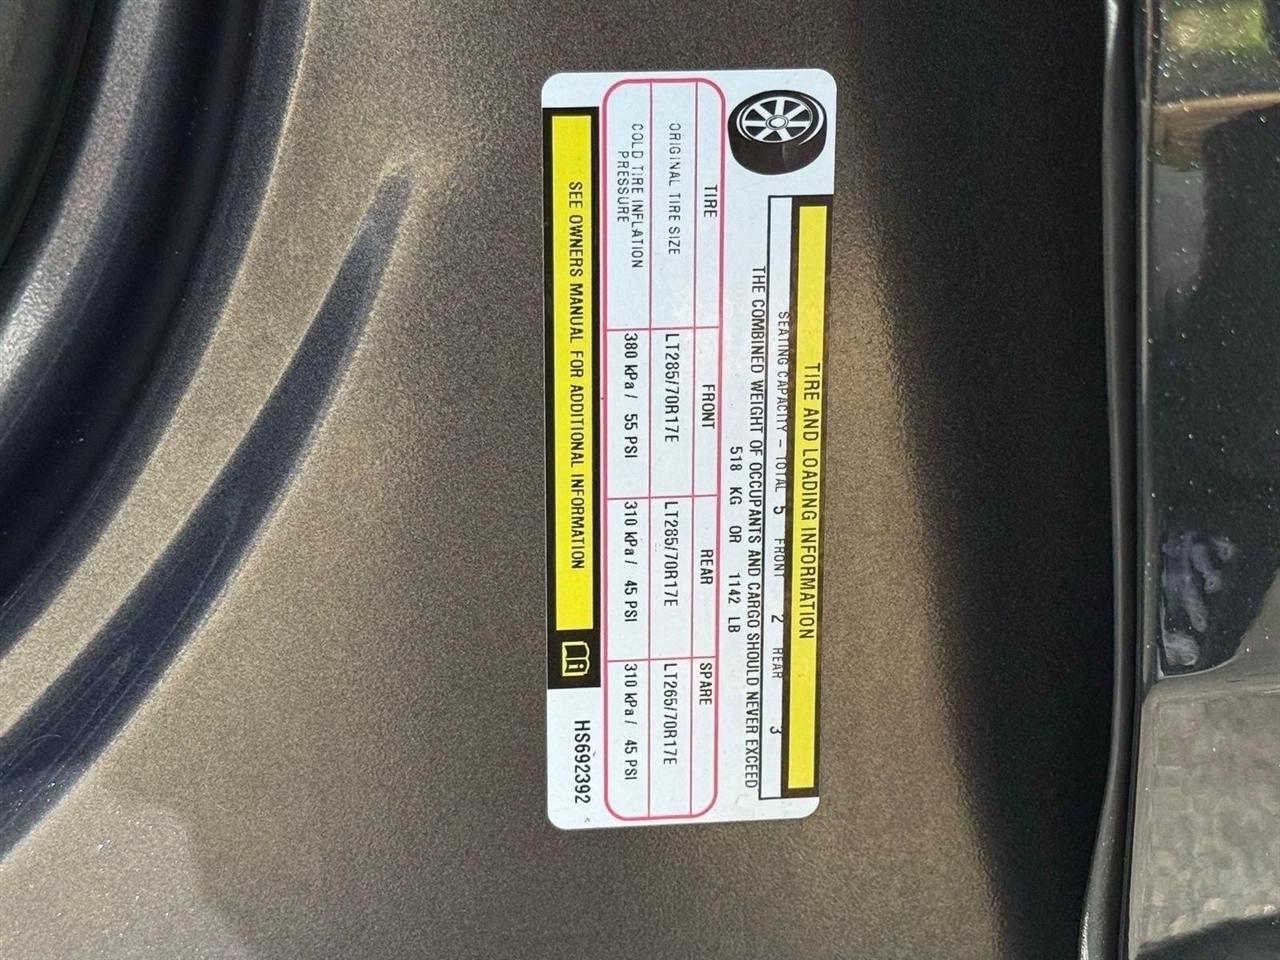 TIRE AND LOADING INFORMATION
SEATING CAPACITY - TOTAL 5 FRONT 2 REAR 3
THE COMBINED WEIGHT OF OCCUPANTS AND CARGO SHOULD NEVER EXCEED
518 KG OR 1142 LB
TIRE FRONT REAR SPARE
ORIGINAL TIRE SIZE LT285/70R17E LT285/70R17E LT265/70R17E
COLD TIRE INFLATION
PRESSURE 380 kPa / 55 PSI 310 kPa / 45 PSI 310 kPa / 45 PSI
SEE OWNERS MANUAL FOR ADDITIONAL INFORMATION
HS692392